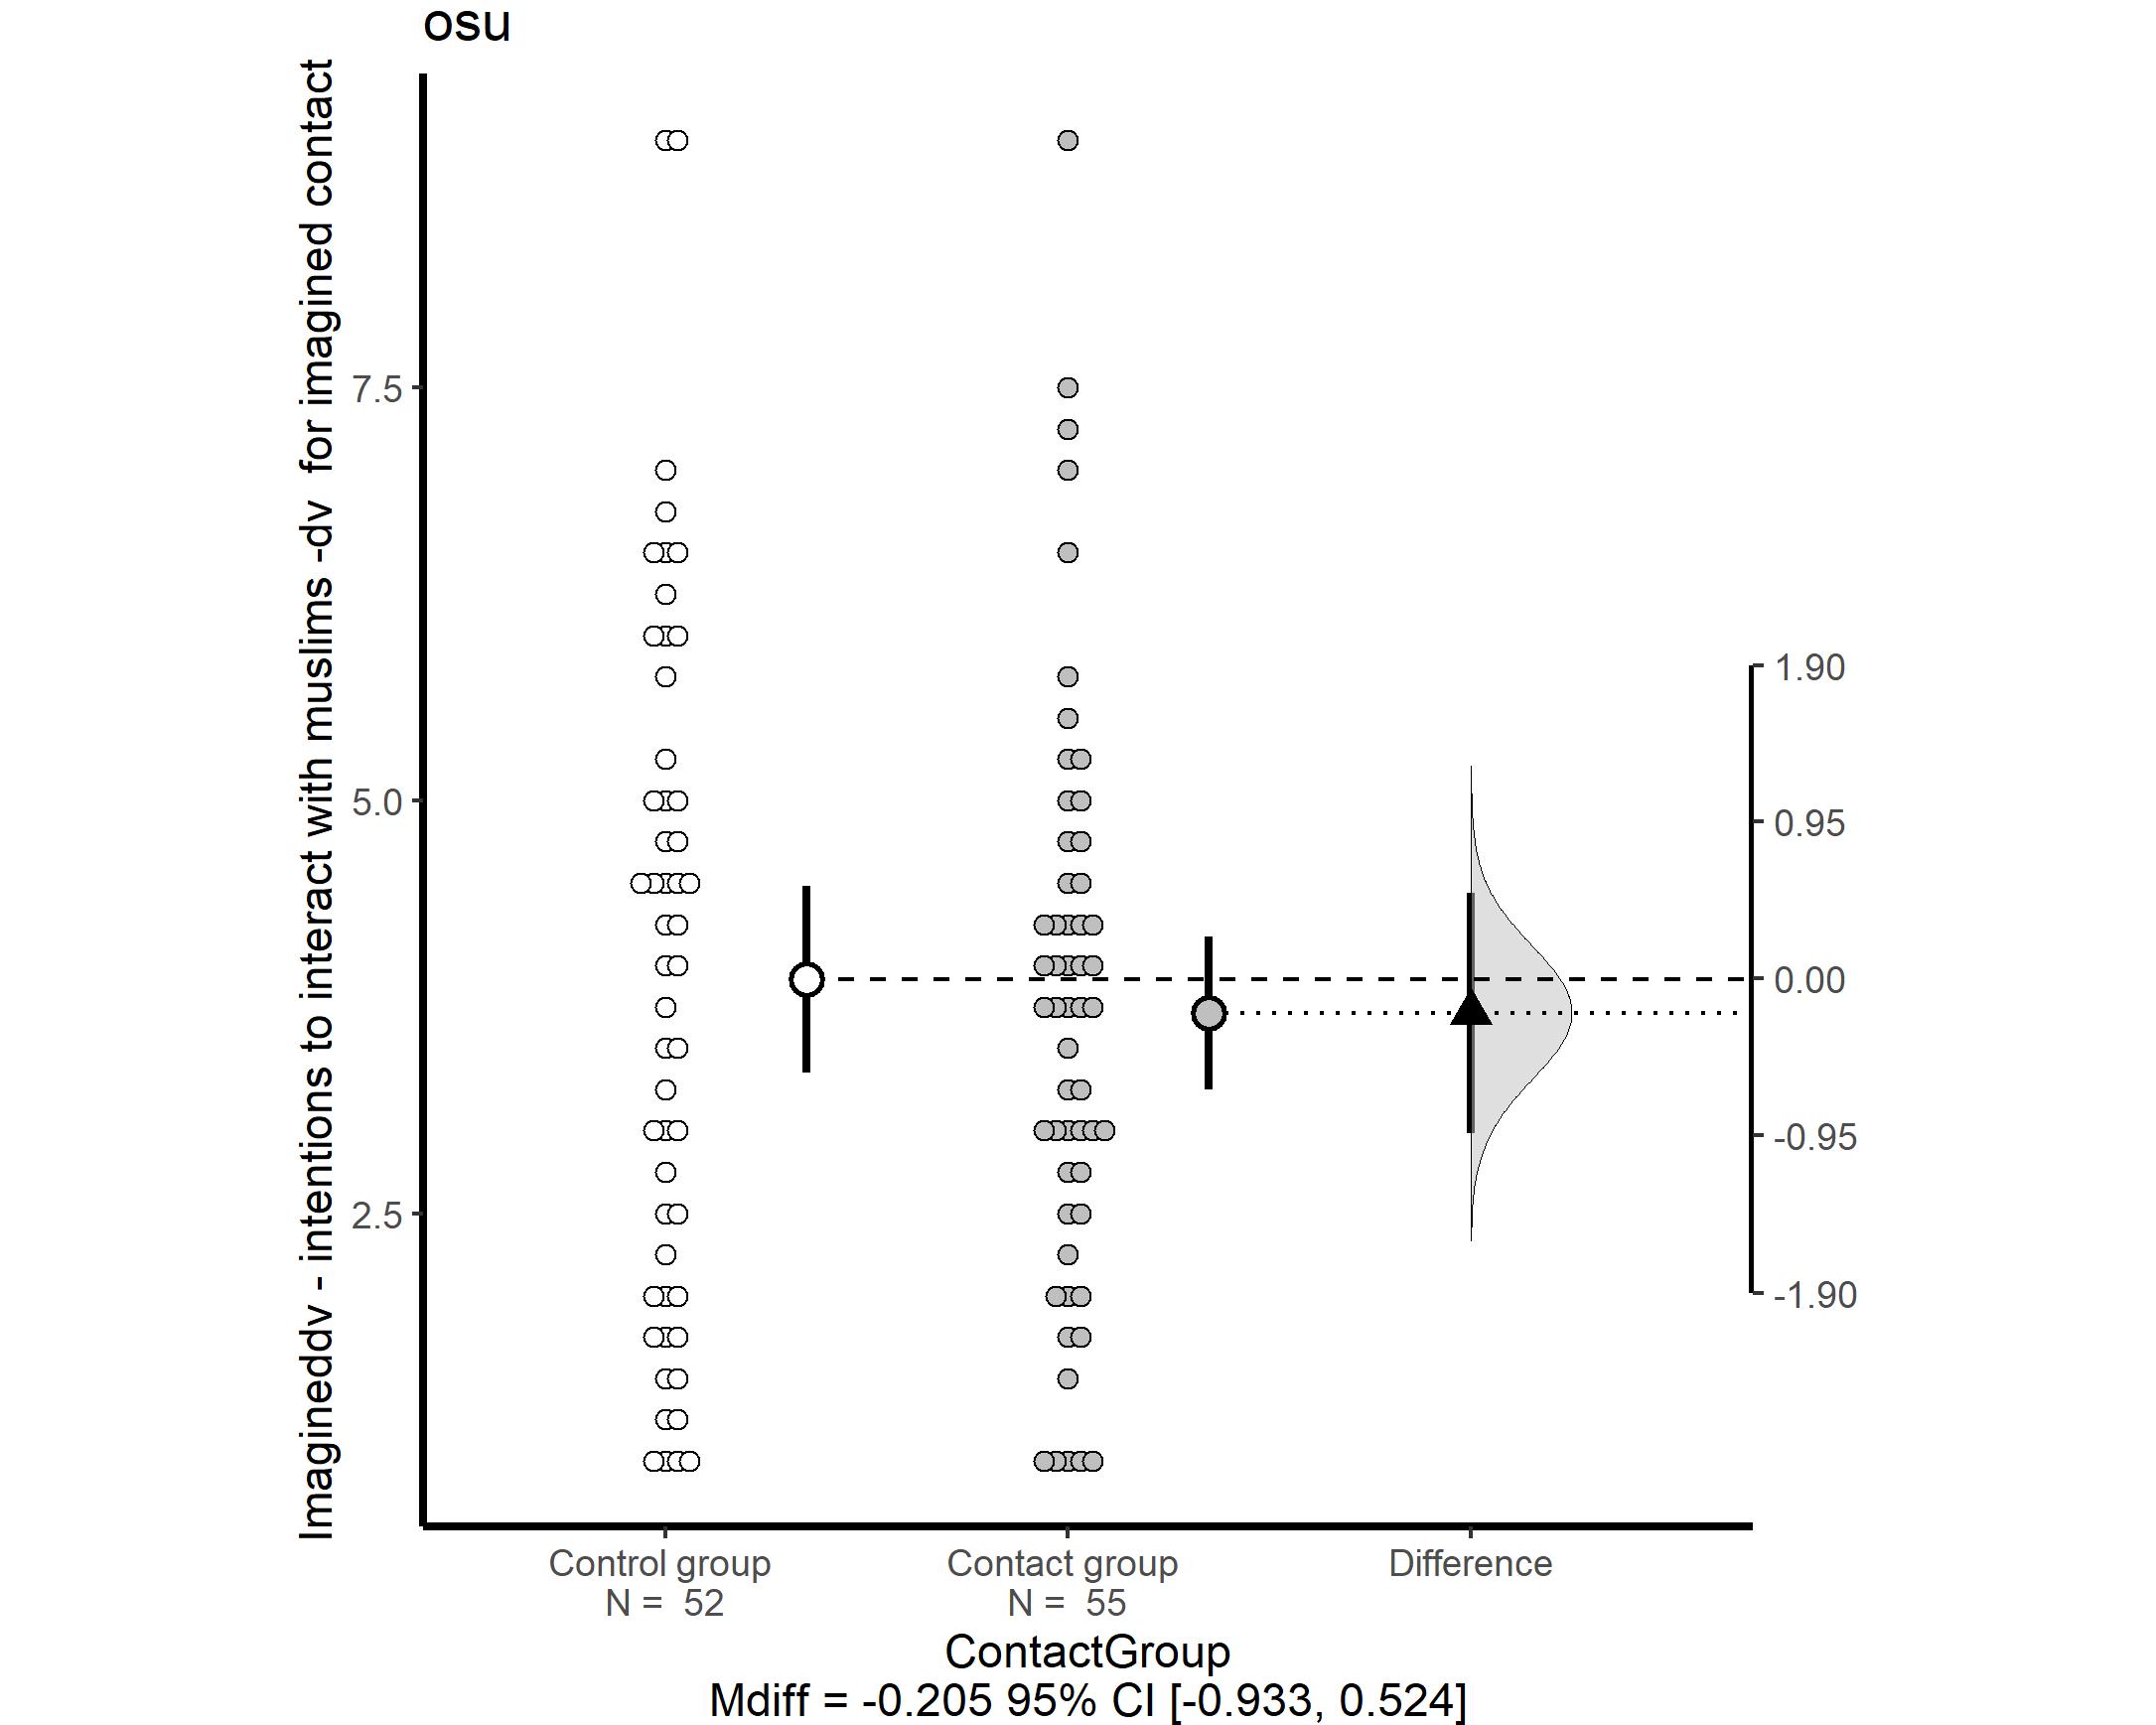 osu
Imagineddv - intentions to interact with muslims -dv  for imagined contact
7.5
5.0
2.5
1.90
0.95
0.00
-0.95
-1.90
Control group
N =  52
Contact group
N =  55
Difference
ContactGroup
Mdiff = -0.205 95% CI [-0.933, 0.524]